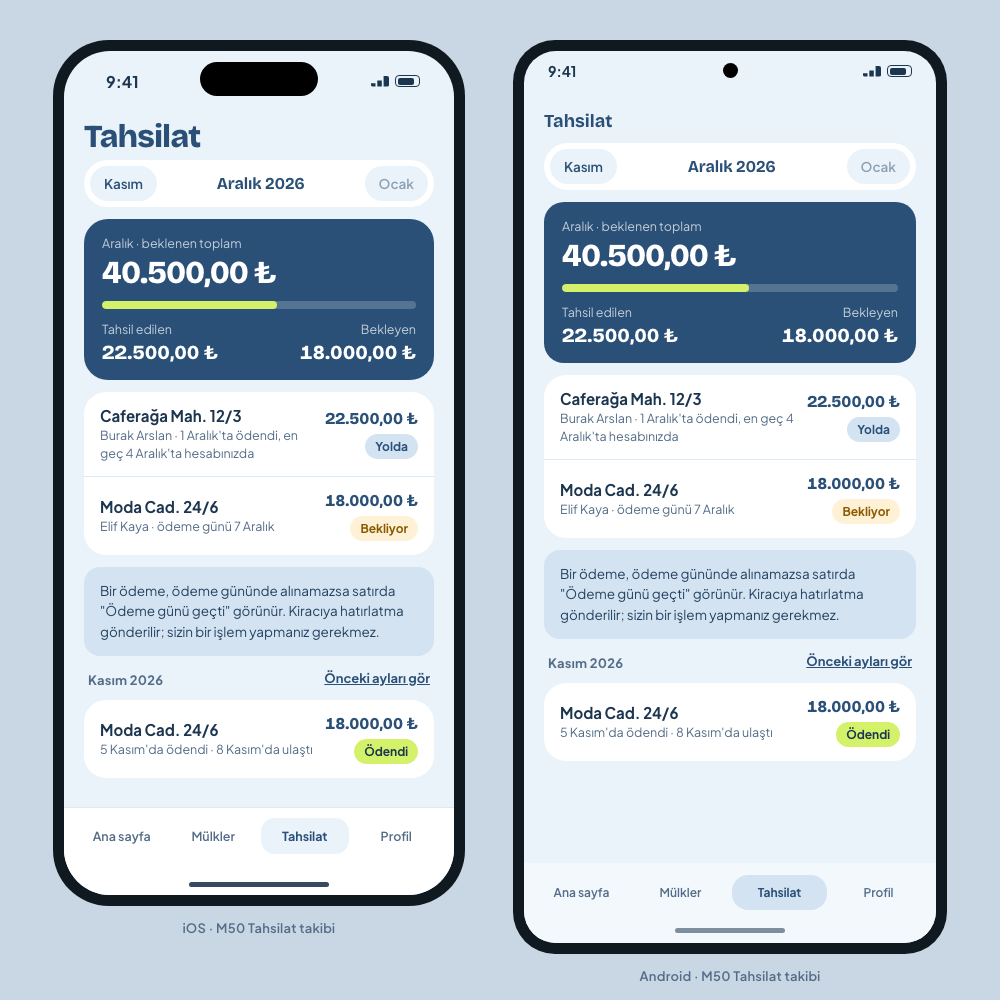 9:41
Tahsilat
Kasım
Aralık 2026
Ocak
Aralık · beklenen toplam
40.500,00 ₺
Tahsil edilen
Bekleyen
22.500,00 ₺
18.000,00 ₺
Caferağa Mah. 12/3
Burak Arslan · 1 Aralık'ta ödendi, en
geç 4 Aralık'ta hesabınızda
22.500,00 ₺
Yolda
Moda Cad. 24/6
Elif Kaya · ödeme günü 7 Aralık
18.000,00 ₺
Bekliyor
Bir ödeme, ödeme gününde alınamazsa satırda
"Ödeme günü geçti" görünür. Kiracıya hatırlatma
gönderilir; sizin bir işlem yapmanız gerekmez.
Kasım 2026
Önceki ayları gör
Moda Cad. 24/6
5 Kasım'da ödendi · 8 Kasım'da ulaştı
18.000,00 ₺
Ödendi
Ana sayfa
Mülkler
Tahsilat
Profil
iOS · M50 Tahsilat takibi
9:41
Tahsilat
Kasım
Aralık 2026
Ocak
Aralık · beklenen toplam
40.500,00 ₺
Tahsil edilen
Bekleyen
22.500,00 ₺
18.000,00 ₺
Caferağa Mah. 12/3
Burak Arslan · 1 Aralık'ta ödendi, en geç 4
Aralık'ta hesabınızda
22.500,00 ₺
Yolda
Moda Cad. 24/6
Elif Kaya · ödeme günü 7 Aralık
18.000,00 ₺
Bekliyor
Bir ödeme, ödeme gününde alınamazsa satırda
"Ödeme günü geçti" görünür. Kiracıya hatırlatma
gönderilir; sizin bir işlem yapmanız gerekmez.
Kasım 2026
Önceki ayları gör
Moda Cad. 24/6
5 Kasım'da ödendi · 8 Kasım'da ulaştı
18.000,00 ₺
Ödendi
Ana sayfa
Mülkler
Tahsilat
Profil
Android · M50 Tahsilat takibi